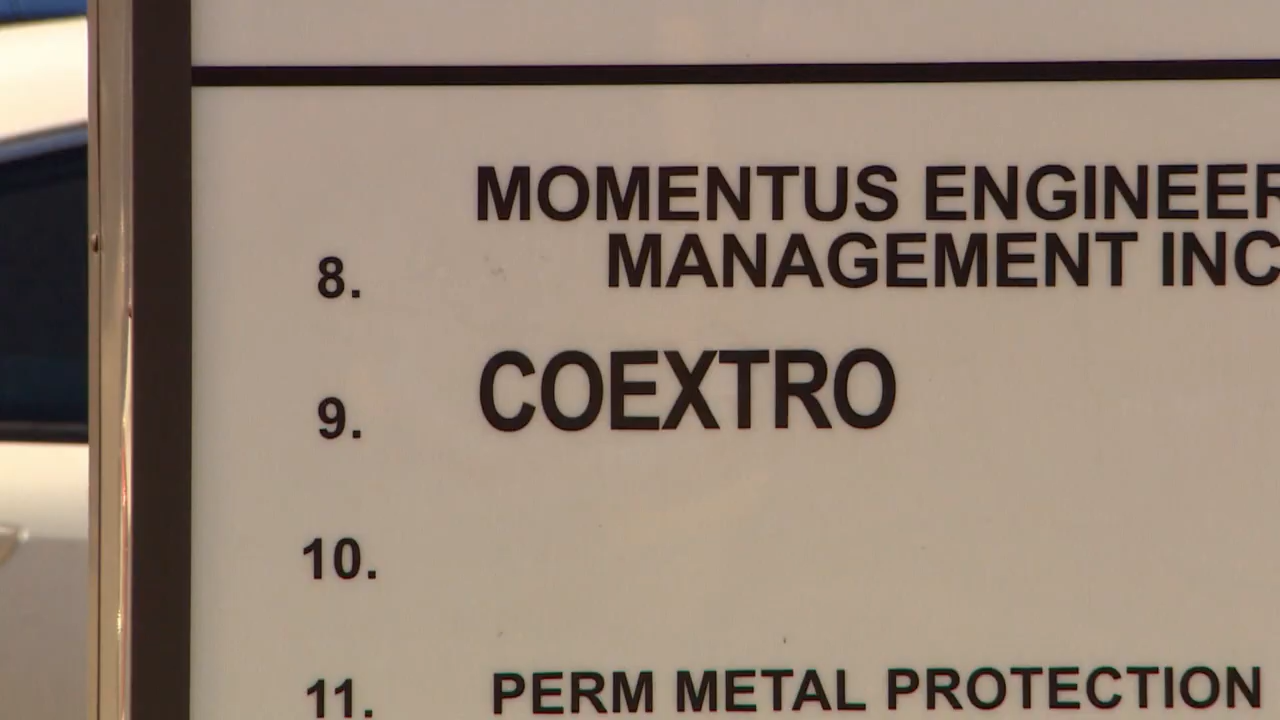 MOMENTUS ENGINEER
8. MANAGEMENT INC
9. COEXTRO
10.
11. PERM METAL PROTECTION